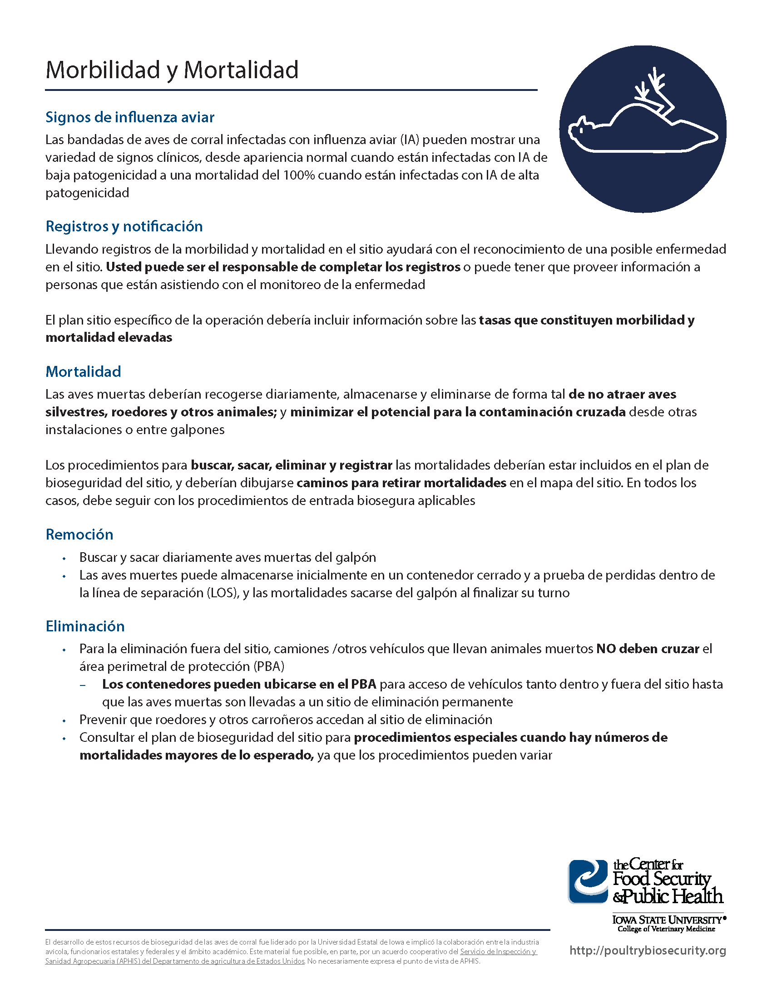 Morbilidad y Mortalidad
Signos de influenza aviar
Las bandadas de aves de corral infectadas con influenza aviar (IA) pueden mostrar una
variedad de signos clínicos, desde apariencia normal cuando están infectadas con IA de
baja patogenicidad a una mortalidad del 100% cuando están infectadas con IA de alta
patogenicidad
Registros y notificación
Llevando registros de la morbilidad y mortalidad en el sitio ayudará con el reconocimiento de una posible enfermedad
en el sitio. Usted puede ser el responsable de completar los registros o puede tener que proveer información a
personas que están asistiendo con el monitoreo de la enfermedad
El plan sitio específico de la operación debería incluir información sobre las tasas que constituyen morbilidad y
mortalidad elevadas
Mortalidad
Las aves muertas deberían recogerse diariamente, almacenarse y eliminarse de forma tal de no atraer aves
silvestres, roedores y otros animales; y minimizar el potencial para la contaminación cruzada desde otras
instalaciones o entre galpones
Los procedimientos para buscar, sacar, eliminar y registrar las mortalidades deberían estar incluidos en el plan de
bioseguridad del sitio, y deberían dibujarse caminos para retirar mortalidades en el mapa del sitio. En todos los
casos, debe seguir con los procedimientos de entrada biosegura aplicables
Remoción
• Buscar y sacar diariamente aves muertas del galpón
• Las aves muertes puede almacenarse inicialmente en un contenedor cerrado y a prueba de perdidas dentro de
la línea de separación (LOS), y las mortalidades sacarse del galpón al finalizar su turno
Eliminación
• Para la eliminación fuera del sitio, camiones /otros vehículos que llevan animales muertos NO deben cruzar el
área perimetral de protección (PBA)
– Los contenedores pueden ubicarse en el PBA para acceso de vehículos tanto dentro y fuera del sitio hasta
que las aves muertas son llevadas a un sitio de eliminación permanente
• Prevenir que roedores y otros carroñeros accedan al sitio de eliminación
• Consultar el plan de bioseguridad del sitio para procedimientos especiales cuando hay números de
mortalidades mayores de lo esperado, ya que los procedimientos pueden variar
the Center for
Food Security
&Public Health
IOWA STATE UNIVERSITY®
College of Veterinary Medicine
El desarrollo de estos recursos de bioseguridad de las aves de corral fue liderado por la Universidad Estatal de Iowa e implicó la colaboración entre la industria
avícola, funcionarios estatales y federales y el ámbito académico. Este material fue posible, en parte, por un acuerdo cooperativo del Servicio de Inspección y
Sanidad Agropecuaria (APHIS) del Departamento de agricultura de Estados Unidos. No necesariamente expresa el punto de vista de APHIS.
http://poultrybiosecurity.org